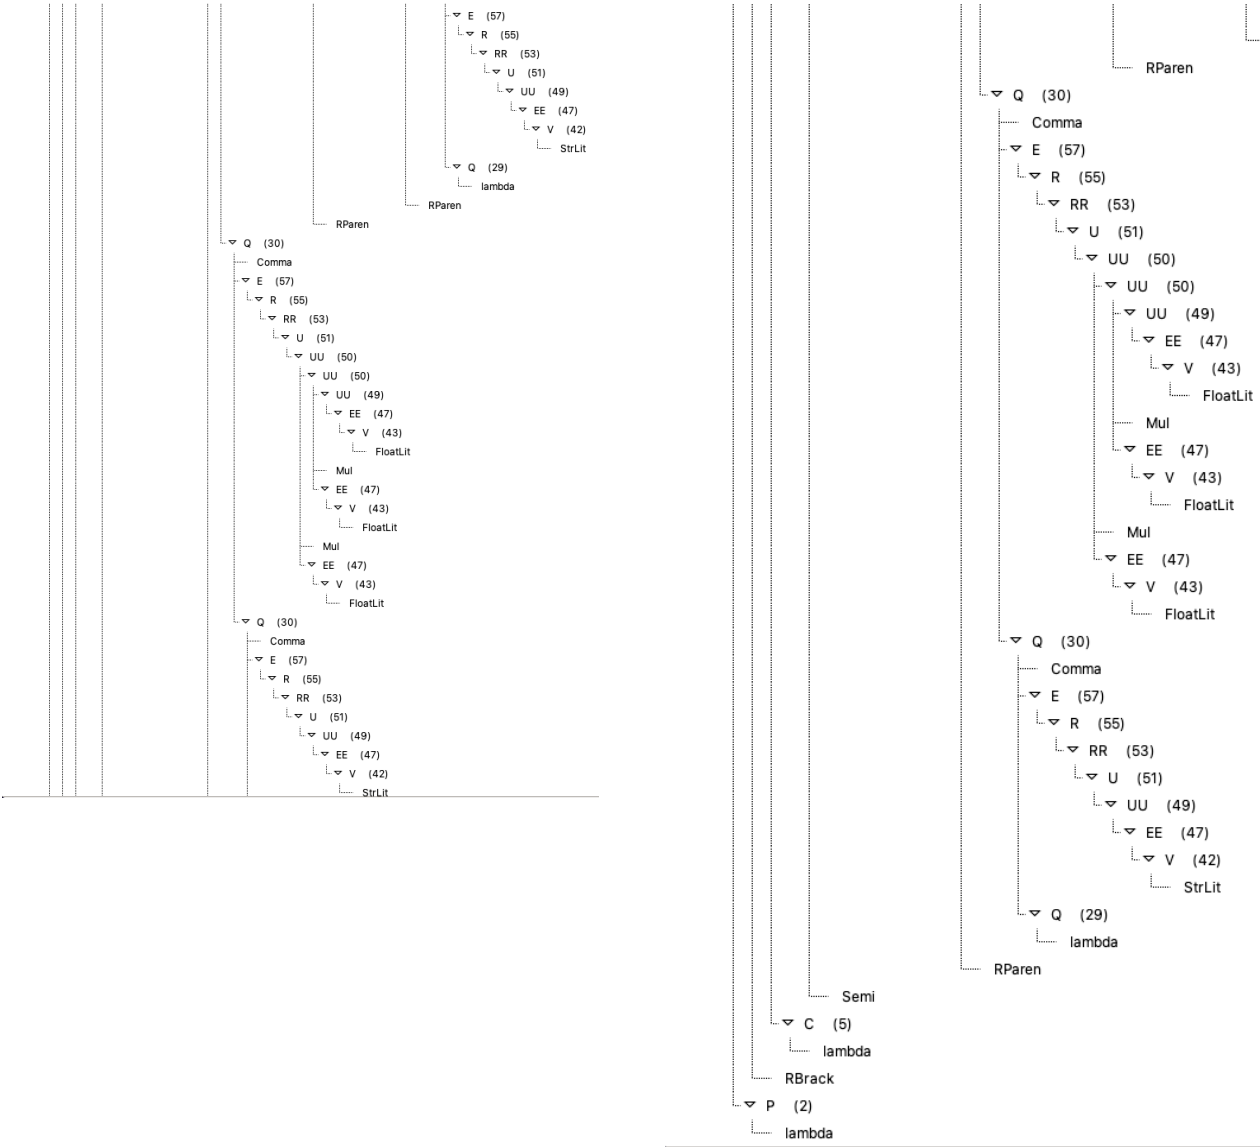 E (57)
R (55)
RR (53)
U (51)
UU (49)
EE (47)
V (42)
StrLit
Q (29)
lambda
RParen
RParen
Q (30)
Comma
E (57)
R (55)
RR (53)
U (51)
UU (50)
UU (50)
UU (49)
EE (47)
V (43)
FloatLit
Mul
EE (47)
V (43)
FloatLit
Mul
EE (47)
V (43)
FloatLit
Q (30)
Comma
E (57)
R (55)
RR (53)
U (51)
UU (49)
EE (47)
V (42)
StrLit
RParen
Q (30)
Comma
E (57)
R (55)
RR (53)
U (51)
UU (50)
UU (50)
UU (49)
EE (47)
V (43)
FloatLit
Mul
EE (47)
V (43)
FloatLit
Mul
EE (47)
V (43)
FloatLit
Q (30)
Comma
E (57)
R (55)
RR (53)
U (51)
UU (49)
EE (47)
V (42)
StrLit
Q (29)
lambda
RParen
Semi
C (5)
lambda
RBrack
P (2)
lambda